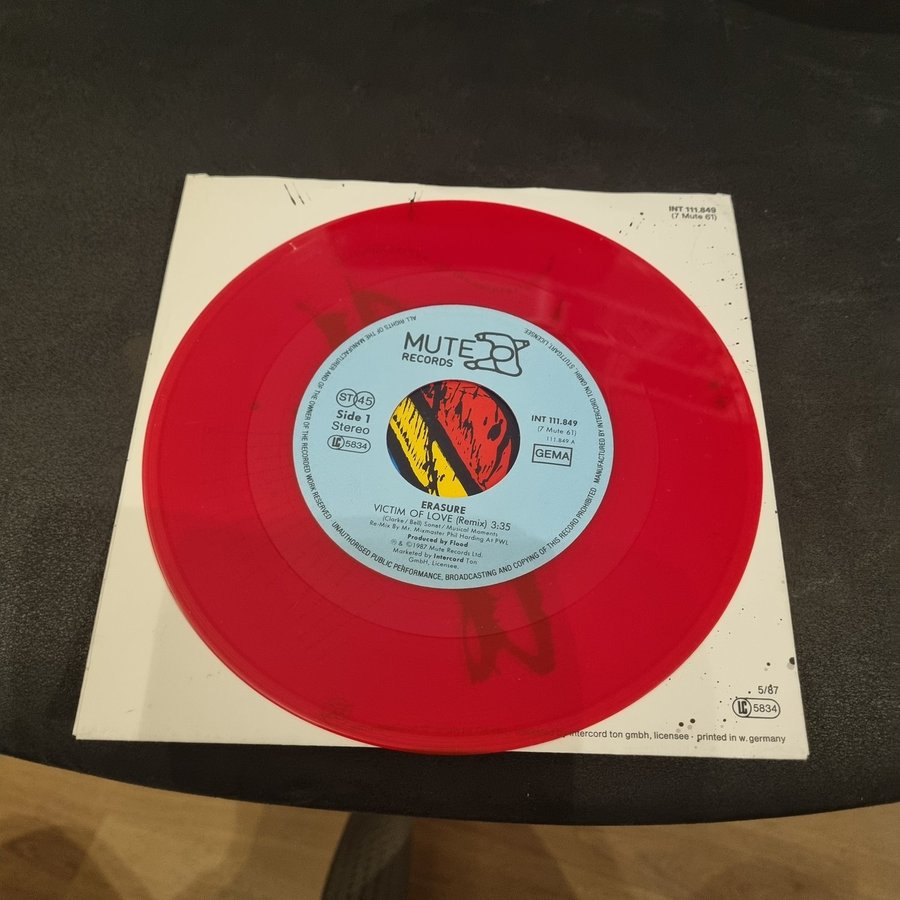 INT 111.849
(7 Mute 61)
MUTE
RECORDS
ST 45
Side 1
Stereo
LC 5834
INT 111.849
(7 Mute 61)
111.849 A
GEMA
ERASURE
VICTIM OF LOVE (Remix) 3:35
(Clarke / Bell) Sonet / Musical Moments
Re-Mix By Mr. Mixmaster Phil Harding At PWL
Produced by Flood
℗ & ©1987 Mute Records Ltd.
Marketed by Intercord Ton
GmbH, Licensee.
ALL RIGHTS OF THE MANUFACTURER AND OF THE OWNER OF THE RECORDED WORK RESERVED
UNAUTHORISED PUBLIC PERFORMANCE, BROADCASTING AND COPYING OF THIS RECORD PROHIBITED
MANUFACTURED BY INTERCORD TON GMBH, STUTTGART LICENSEE.
5/87
LC 5834
intercord ton gmbh, licensee · printed in w. germany